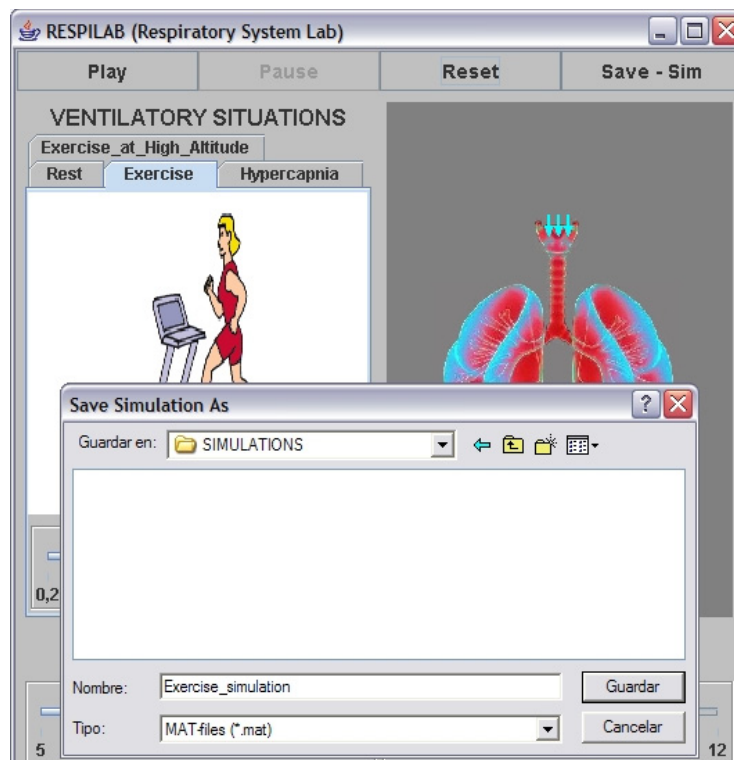 RESPILAB (Respiratory System Lab)
Play Pause Reset Save - Sim
VENTILATORY SITUATIONS
Exercise_at_High_Altitude
Rest Exercise Hypercapnia
Save Simulation As
Guardar en: SIMULATIONS
0,2
Nombre: Exercise_simulation Guardar
Tipo: MAT-files (*.mat) Cancelar
5 12